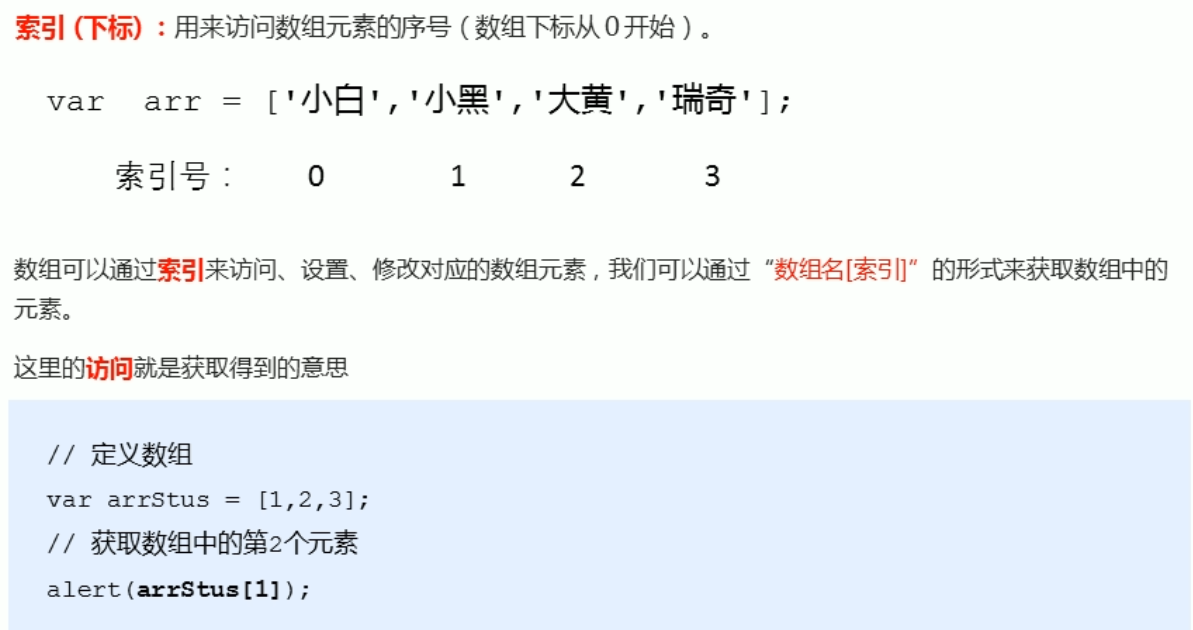 索引 (下标) ：用来访问数组元素的序号（数组下标从 0 开始）。
var arr = ['小白','小黑','大黄','瑞奇'];
索引号： 0 1 2 3
数组可以通过索引来访问、设置、修改对应的数组元素，我们可以通过“数组名[索引]”的形式来获取数组中的
元素。
这里的访问就是获取得到的意思
// 定义数组
var arrStus = [1,2,3];
// 获取数组中的第2个元素
alert(arrStus[1]);